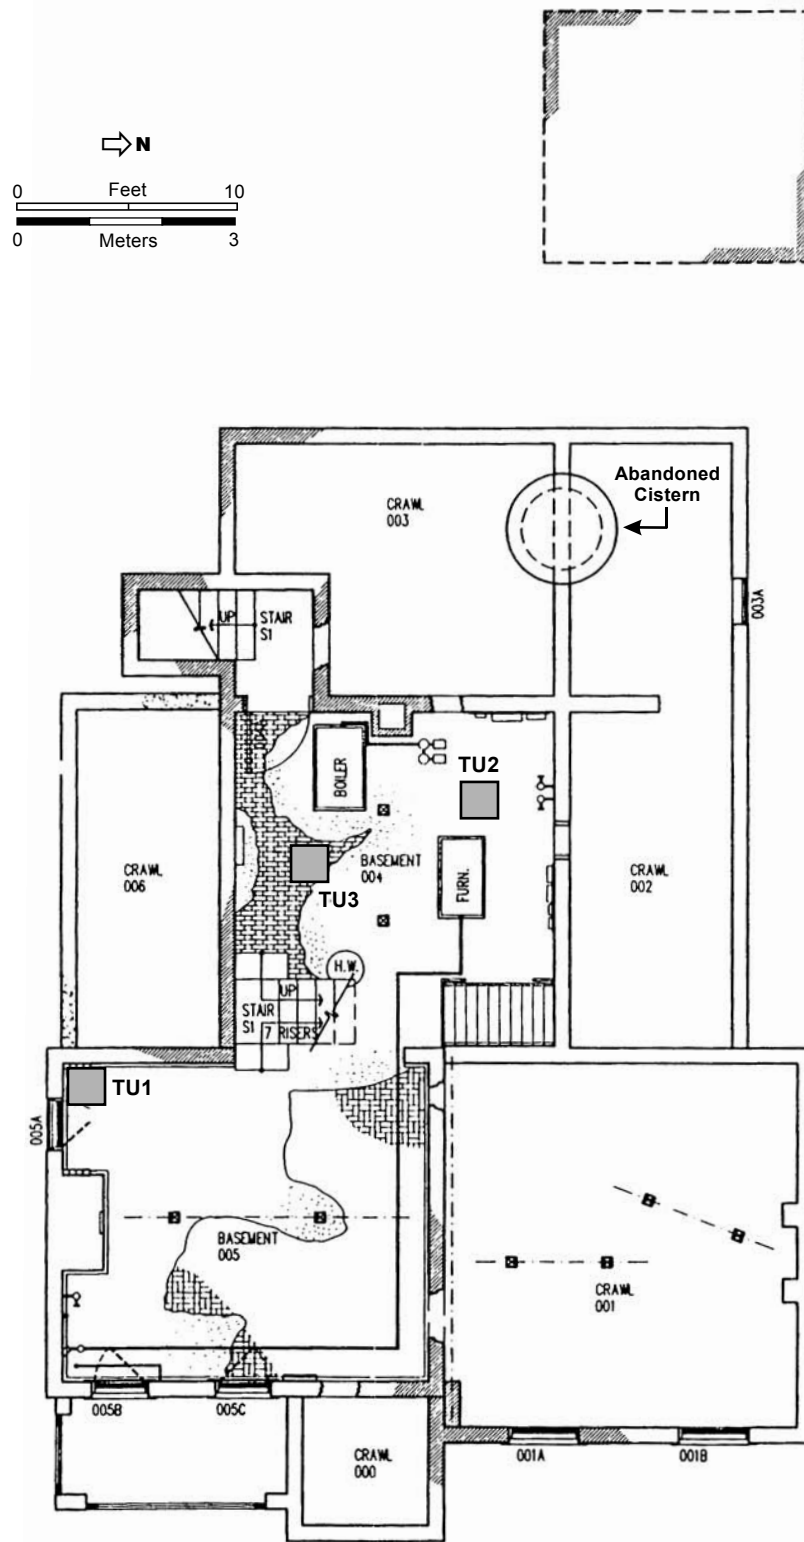 N
0 Feet 10
0 Meters 3
Abandoned
Cistern
CRAWL
003
003A
UP
STAIR
S1
TU2
BOILER
BASEMENT
004
FURN.
TU3
CRAWL
006
CRAWL
002
H.W.
UP
STAIR
S1
7 RISERS
TU1
005A
BASEMENT
005
CRAWL
001
005B
005C
CRAWL
000
001A
001B